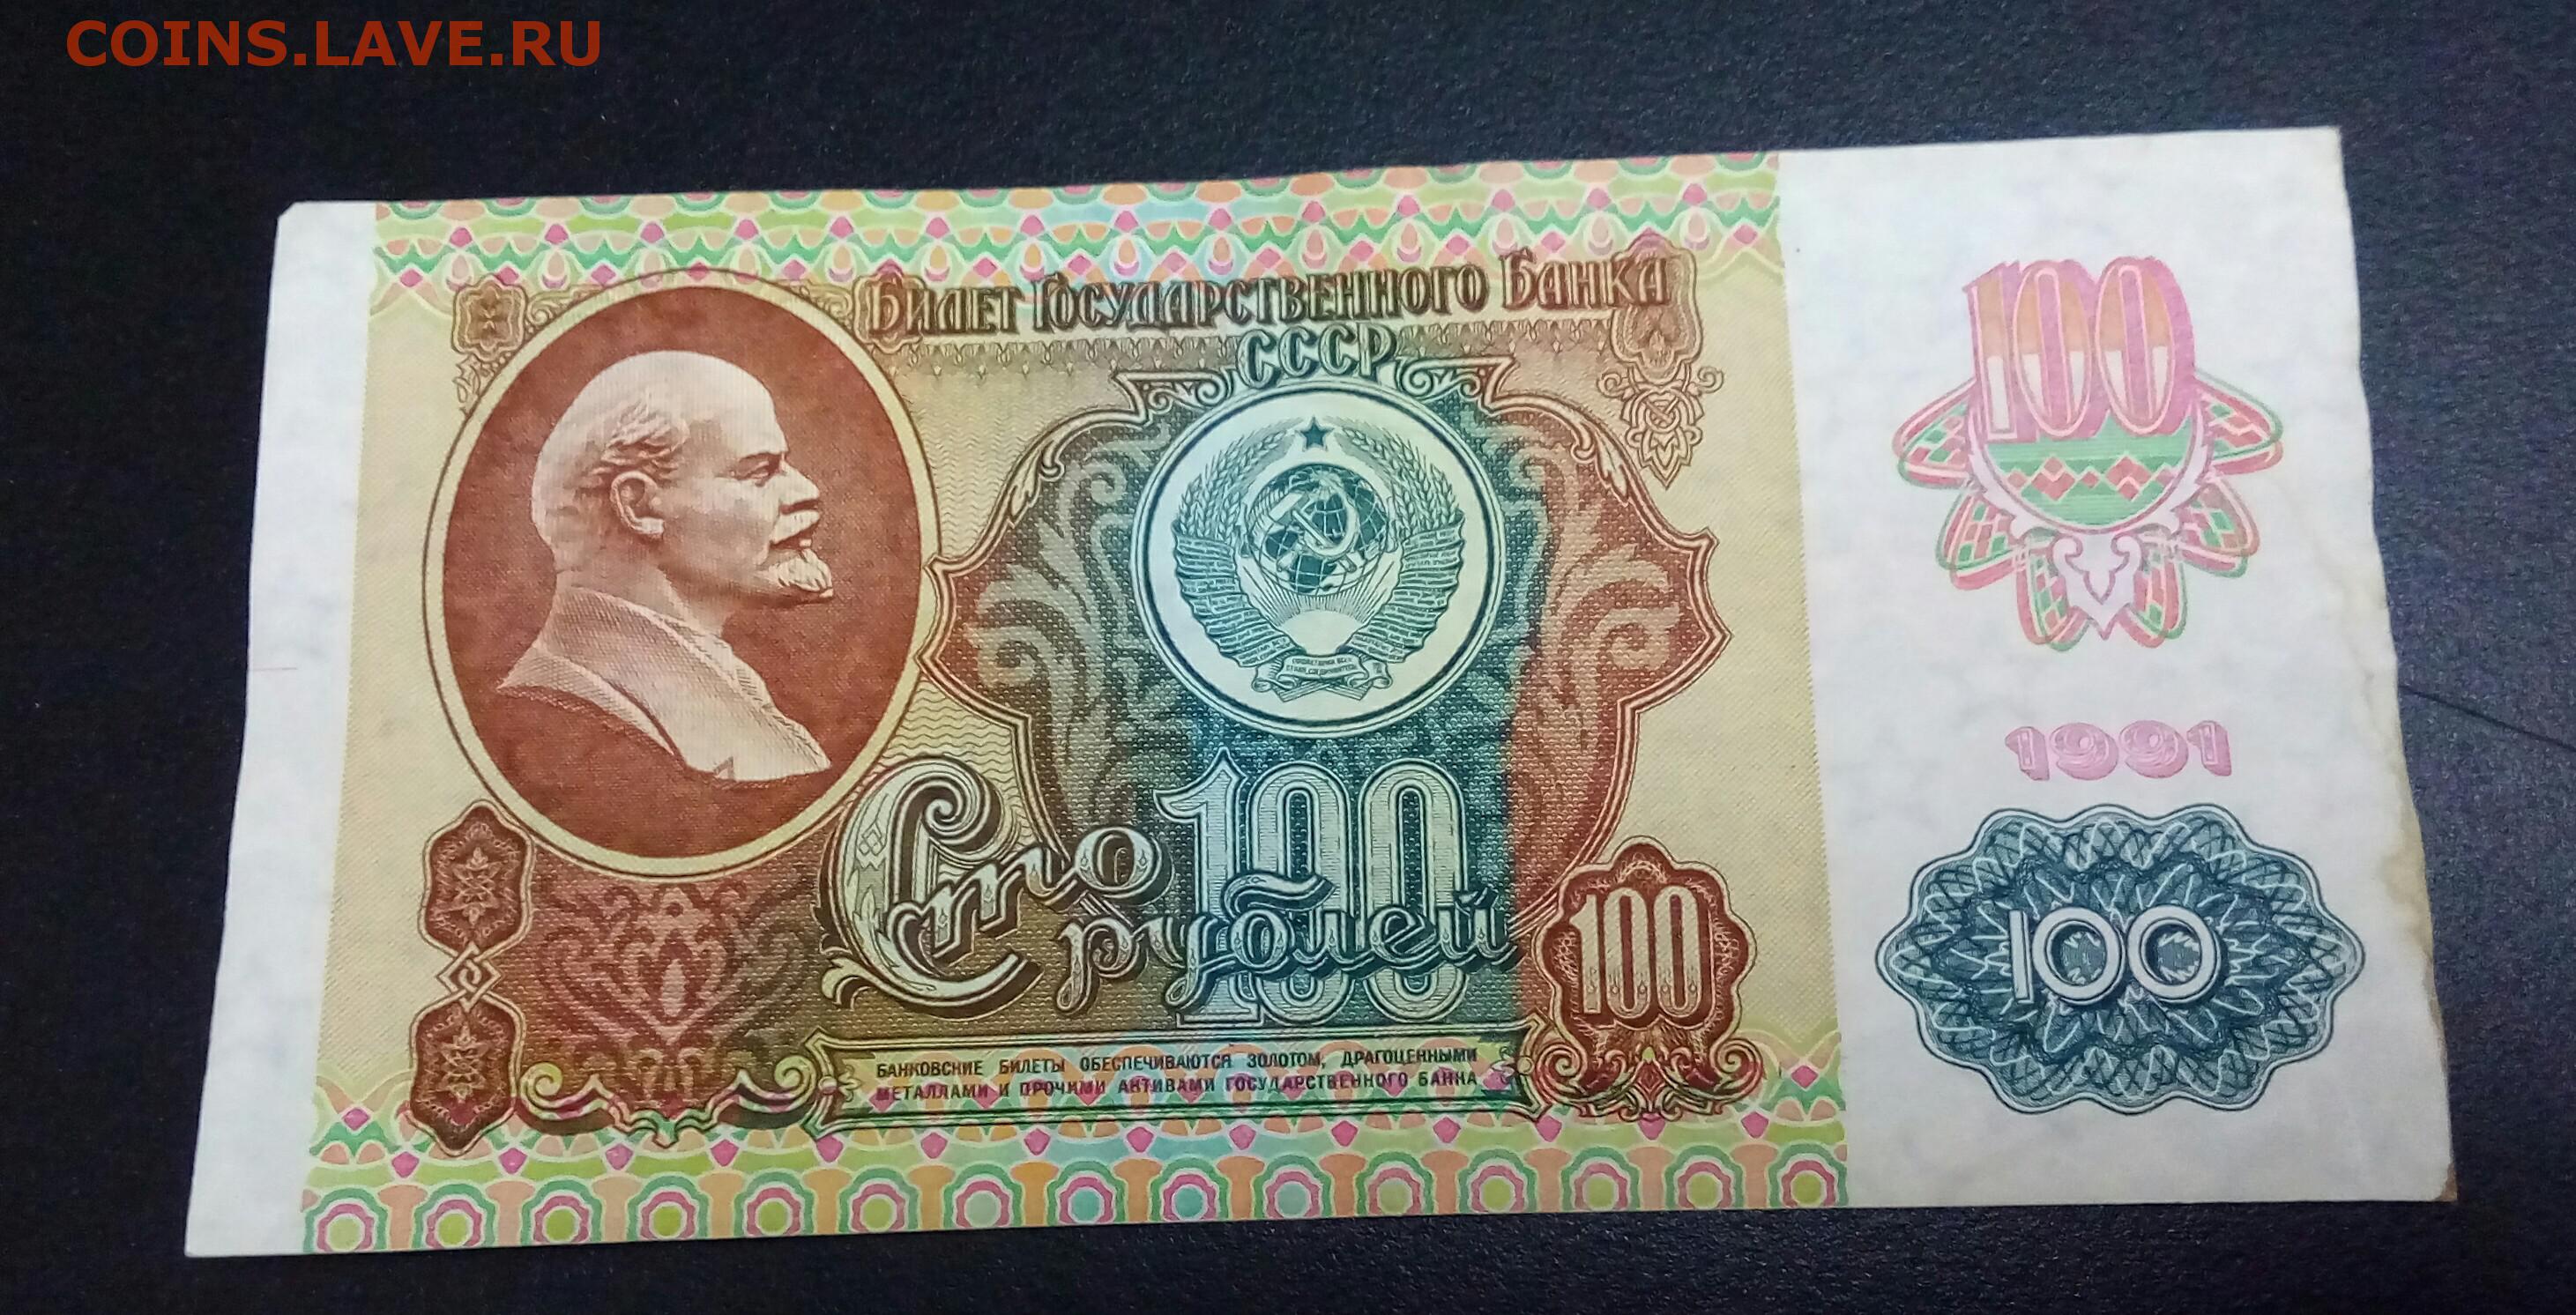 COINS.LAVE.RU
Билет Государственного Банка
СССР
100
1991
Сто
100
рублей
100
100
БАНКОВСКИЕ БИЛЕТЫ ОБЕСПЕЧИВАЮТСЯ ЗОЛОТОМ, ДРАГОЦЕННЫМИ
МЕТАЛЛАМИ И ПРОЧИМИ АКТИВАМИ ГОСУДАРСТВЕННОГО БАНКА